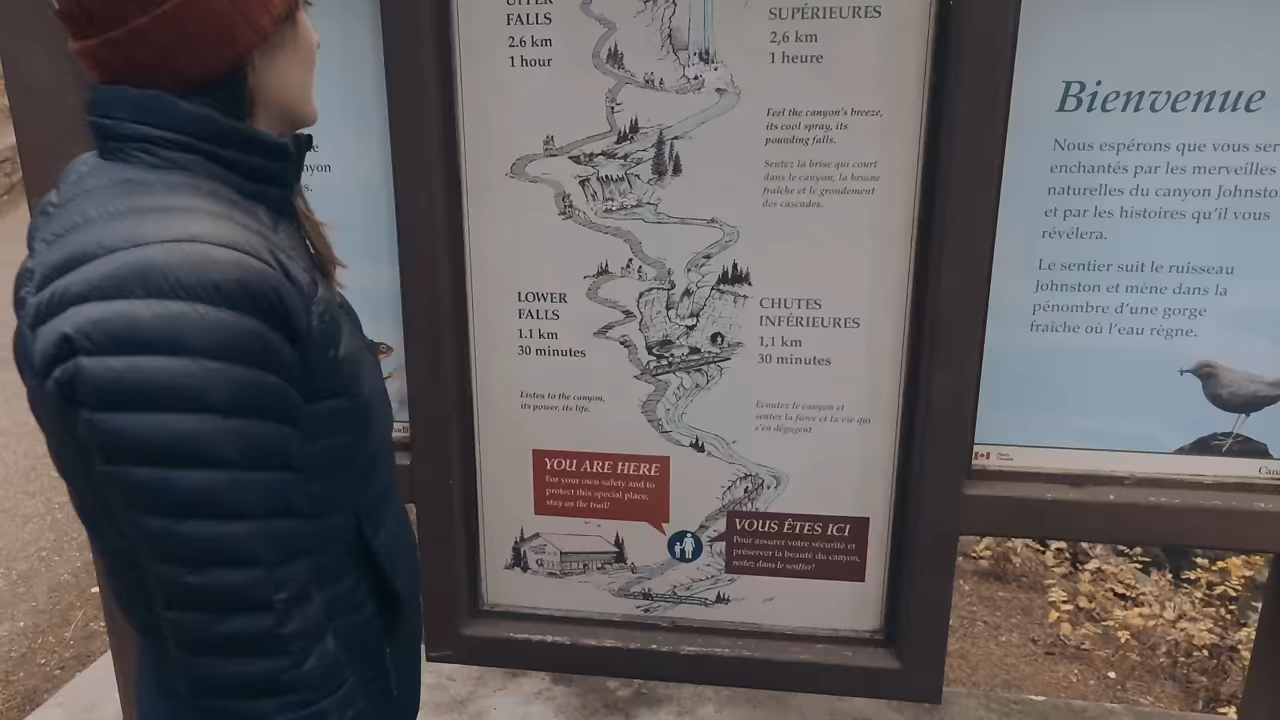 UPPER
FALLS
2.6 km
1 hour
SUPÉRIEURES
2,6 km
1 heure
Feel the canyon's breeze,
its cool spray, its
pounding falls.
Sentez la brise qui court
dans le canyon, la bruine
fraîche et le grondement
des cascades.
LOWER
FALLS
1.1 km
30 minutes
CHUTES
INFÉRIEURES
1,1 km
30 minutes
Listen to the canyon,
its power, its life.
Ecoutez le canyon et
sentez la force et la vie qui
s'en dégagent
YOU ARE HERE
For your own safety and to
protect this special place,
stay on the trail!
VOUS ÊTES ICI
Pour assurer votre sécurité et
préserver la beauté du canyon,
restez dans le sentier!
Bienvenue
Nous espérons que vous ser
enchantés par les merveilles
naturelles du canyon Johnsto
et par les histoires qu'il vous
révélera.
Le sentier suit le ruisseau
Johnston et mène dans la
pénombre d'une gorge
fraîche où l'eau règne.